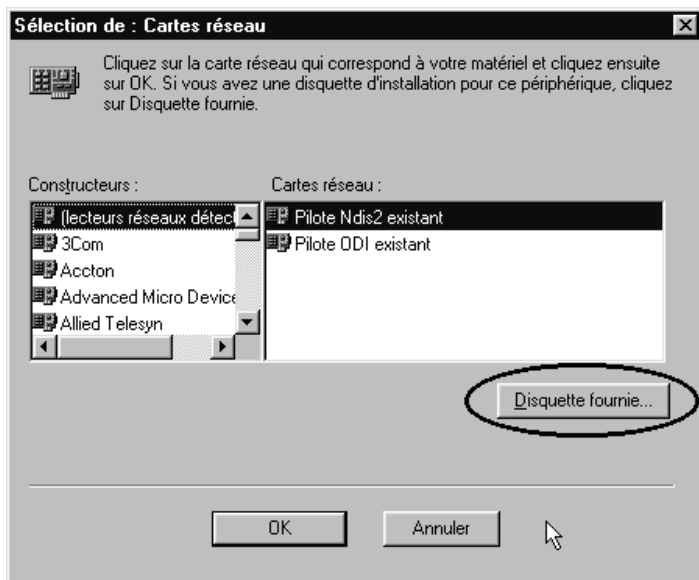 Sélection de : Cartes réseau
Cliquez sur la carte réseau qui correspond à votre matériel et cliquez ensuite
sur OK. Si vous avez une disquette d'installation pour ce périphérique, cliquez
sur Disquette fournie.
Constructeurs :
Cartes réseau :
(lecteurs réseaux détect
3Com
Accton
Advanced Micro Device
Allied Telesyn
Pilote Ndis2 existant
Pilote ODI existant
Disquette fournie...
OK
Annuler